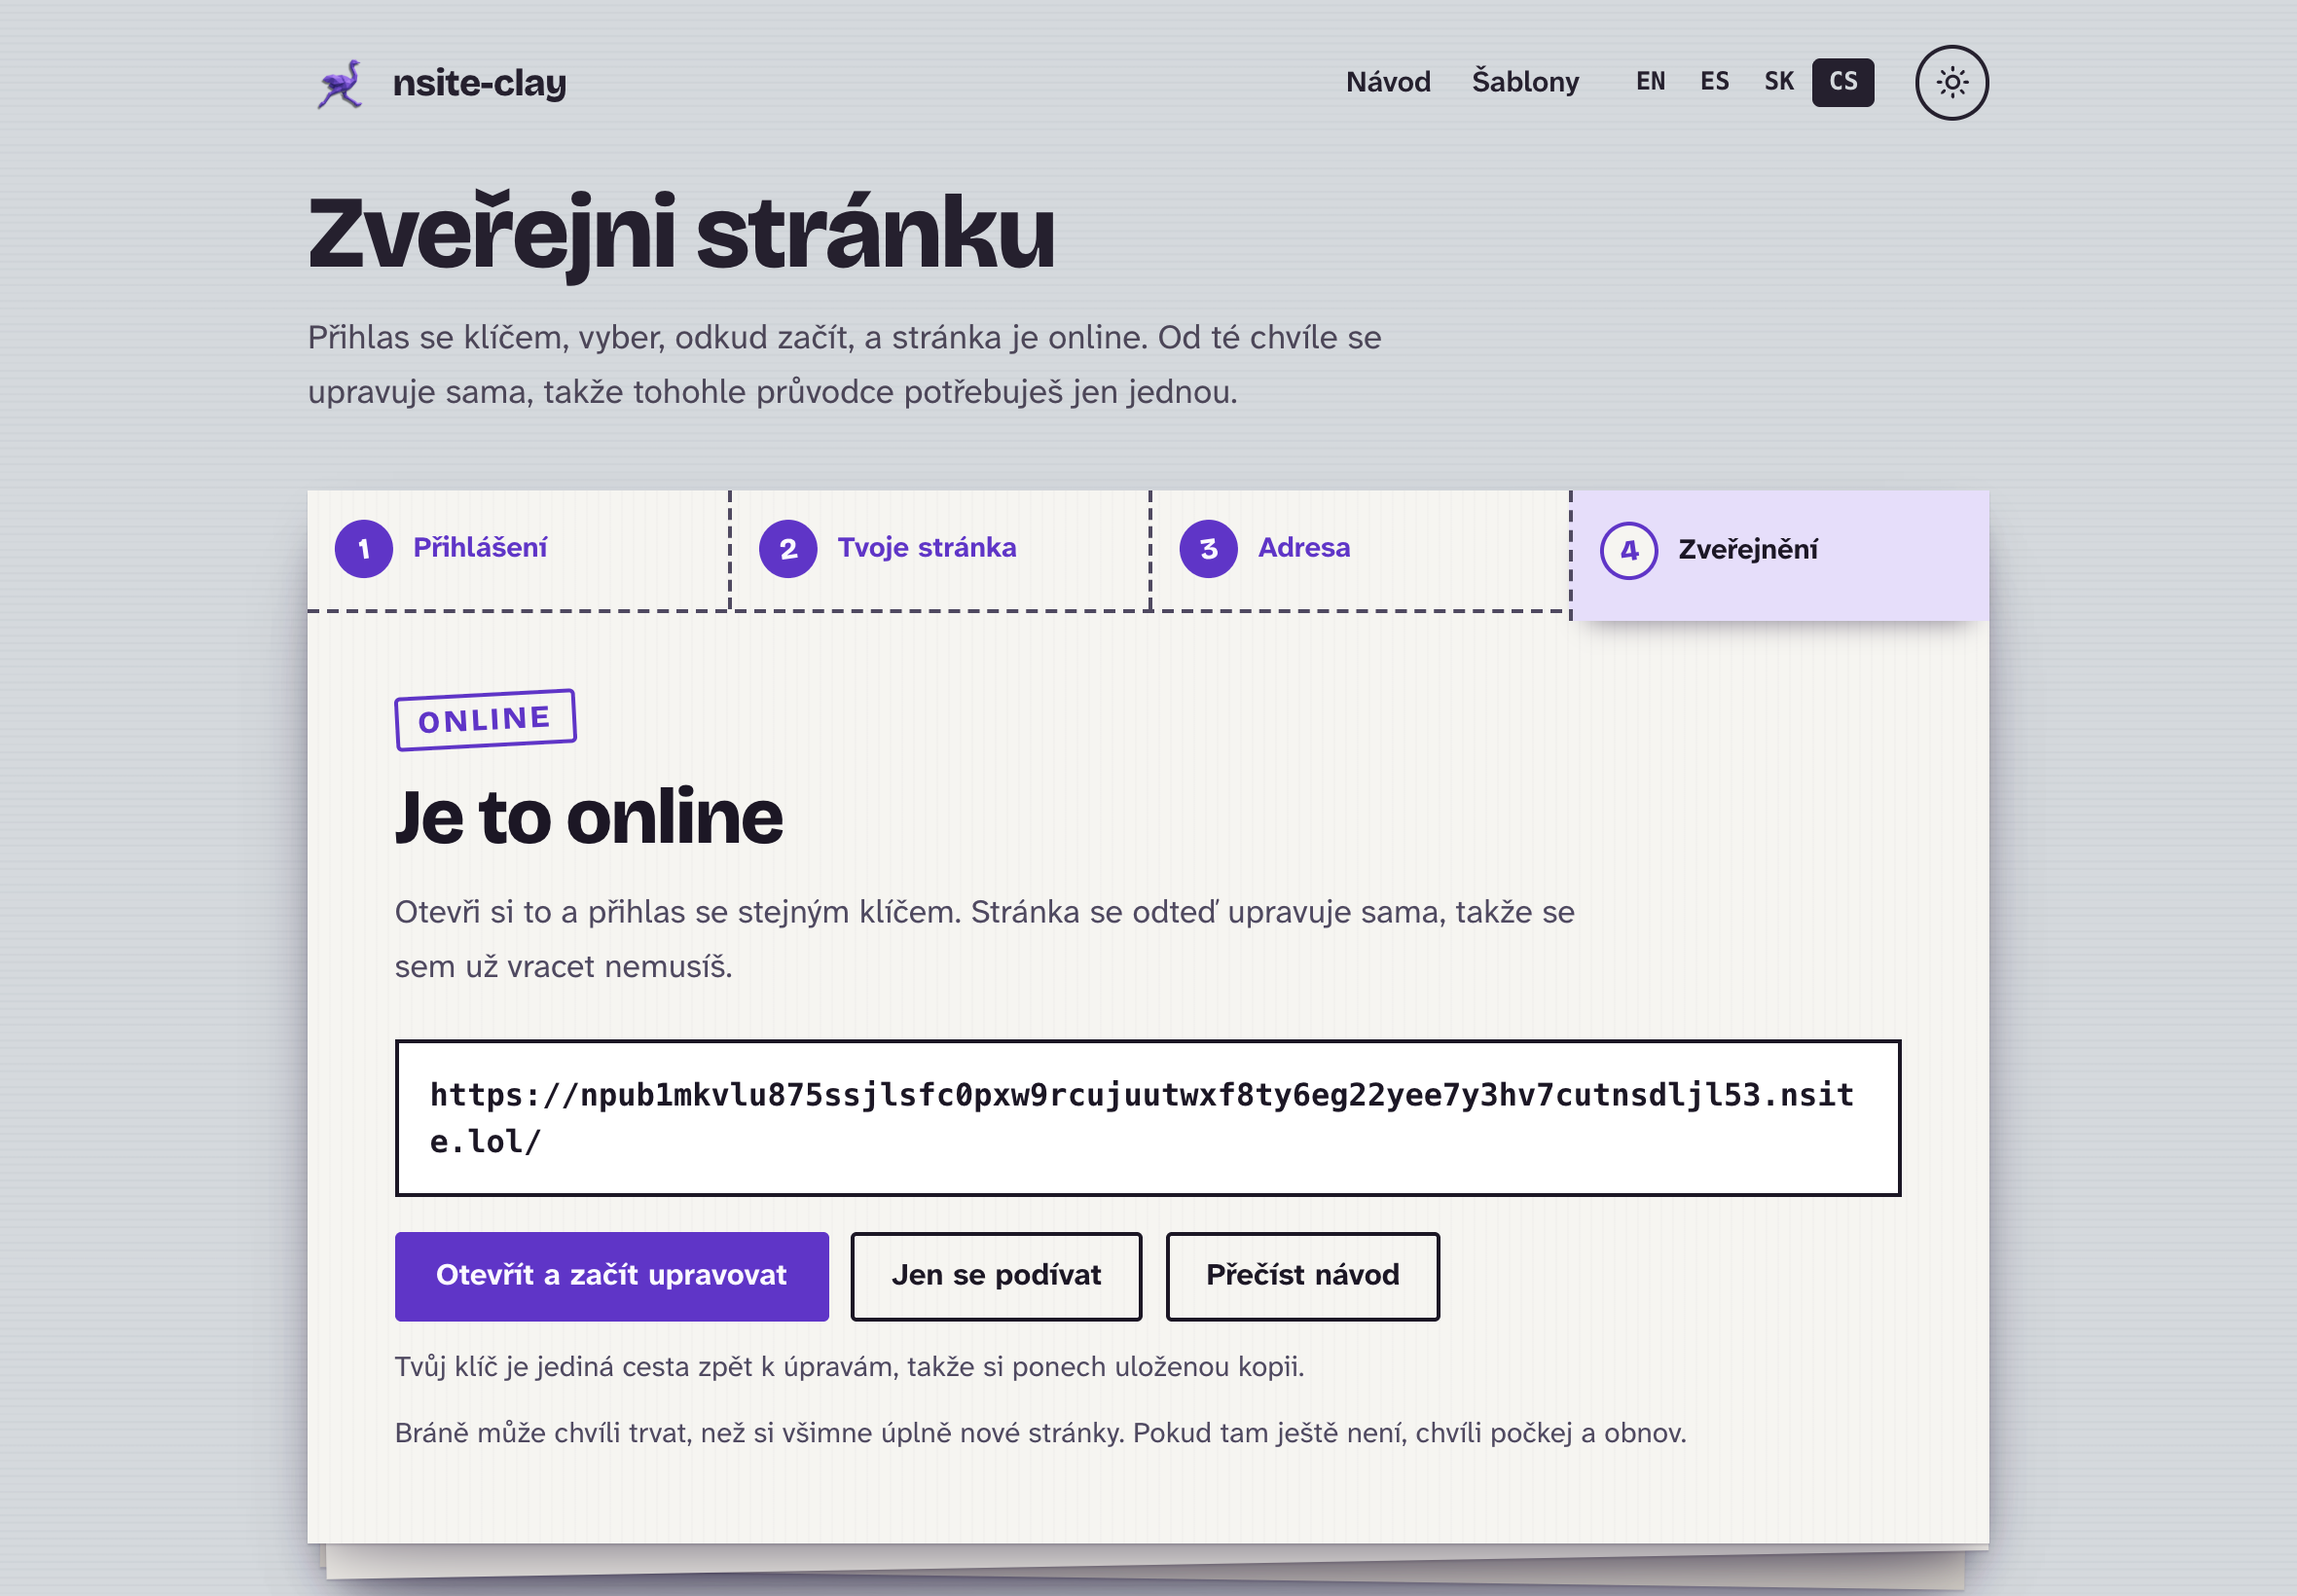 nsite-clay
Návod Šablony EN ES SK CS
Zveřejni stránku
Přihlas se klíčem, vyber, odkud začít, a stránka je online. Od té chvíle se
upravuje sama, takže tohohle průvodce potřebuješ jen jednou.
1 Přihlášení
2 Tvoje stránka
3 Adresa
4 Zveřejnění
ONLINE
Je to online
Otevři si to a přihlas se stejným klíčem. Stránka se odteď upravuje sama, takže se
sem už vracet nemusíš.
https://npub1mkvlu875ssjlsfc0pxw9rcujuutwxf8ty6eg22yee7y3hv7cutnsdljl53.nsit
e.lol/
Otevřít a začít upravovat
Jen se podívat
Přečíst návod
Tvůj klíč je jediná cesta zpět k úpravám, takže si ponech uloženou kopii.
Bráně může chvíli trvat, než si všimne úplně nové stránky. Pokud tam ještě není, chvíli počkej a obnov.